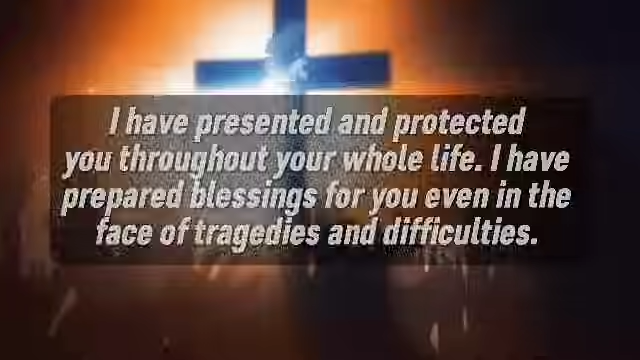 I have presented and protected
you throughout your whole life. I have
prepared blessings for you even in the
face of tragedies and difficulties.